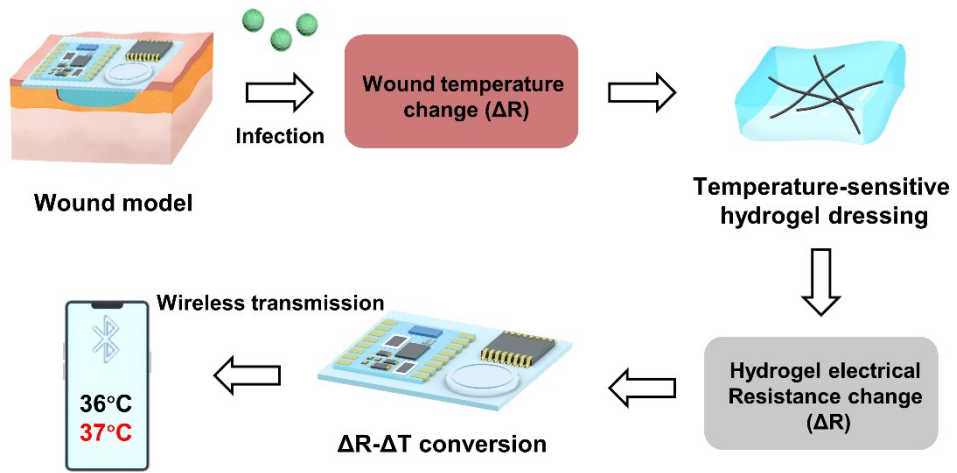 Wound model
Infection
Wound temperature
change (ΔR)
Temperature-sensitive
hydrogel dressing
Hydrogel electrical
Resistance change
(ΔR)
ΔR-ΔT conversion
Wireless transmission
36°C
37°C